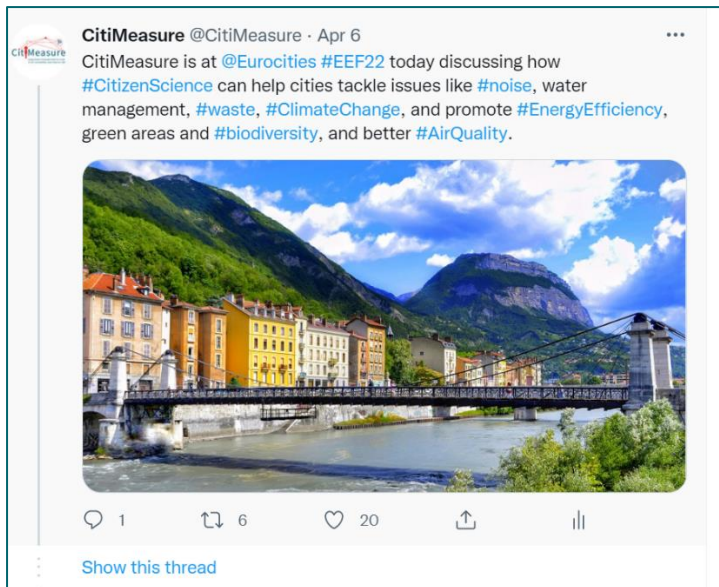 CitiMeasure
CitiMeasure @CitiMeasure · Apr 6
CitiMeasure is at @Eurocities #EEF22 today discussing how
#CitizenScience can help cities tackle issues like #noise, water
management, #waste, #ClimateChange, and promote #EnergyEfficiency,
green areas and #biodiversity, and better #AirQuality.
1 6 20
Show this thread